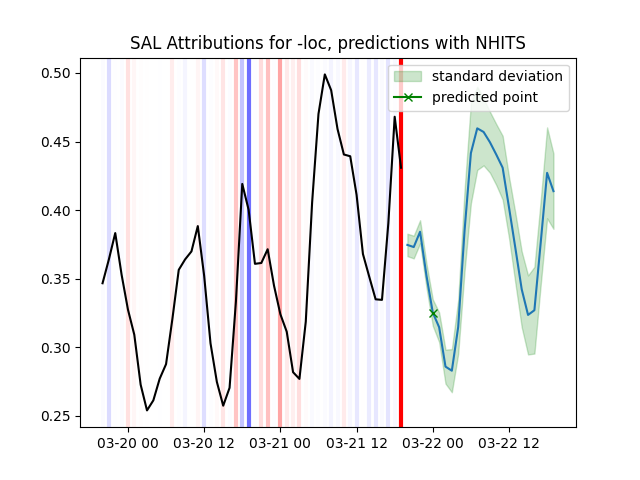 SAL Attributions for -loc, predictions with NHITS
standard deviation
predicted point
0.50
0.45
0.40
0.35
0.30
0.25
03-20 00 03-20 12 03-21 00 03-21 12 03-22 00 03-22 12